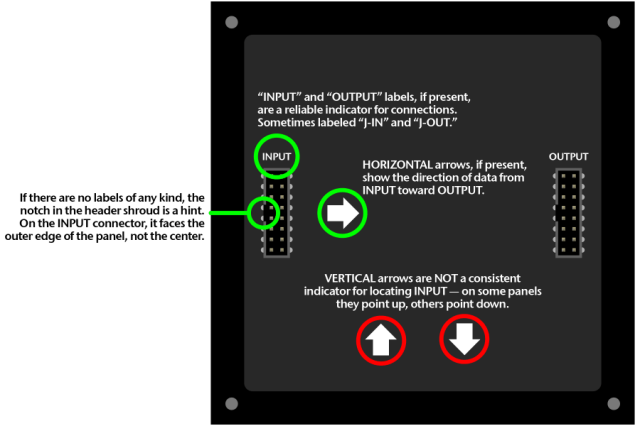 “INPUT” and “OUTPUT” labels, if present,
are a reliable indicator for connections.
Sometimes labeled “J-IN” and “J-OUT.”
INPUT
OUTPUT
HORIZONTAL arrows, if present,
show the direction of data from
INPUT toward OUTPUT.
If there are no labels of any kind, the
notch in the header shroud is a hint.
On the INPUT connector, it faces the
outer edge of the panel, not the center.
VERTICAL arrows are NOT a consistent
indicator for locating INPUT — on some panels
they point up, others point down.